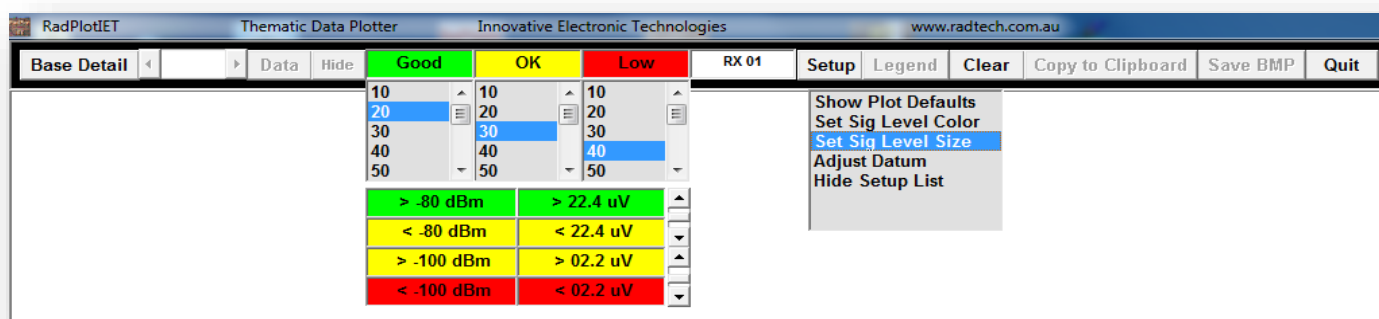 RadPlotIET Thematic Data Plotter Innovative Electronic Technologies www.radtech.com.au
Base Detail Data Hide Good OK Low RX 01 Setup Legend Clear Copy to Clipboard Save BMP Quit
10 10 10
20 20 20
30 30 30
40 40 40
50 50 50
Show Plot Defaults
Set Sig Level Color
Set Sig Level Size
Adjust Datum
Hide Setup List
> -80 dBm > 22.4 uV
< -80 dBm < 22.4 uV
> -100 dBm > 02.2 uV
< -100 dBm < 02.2 uV